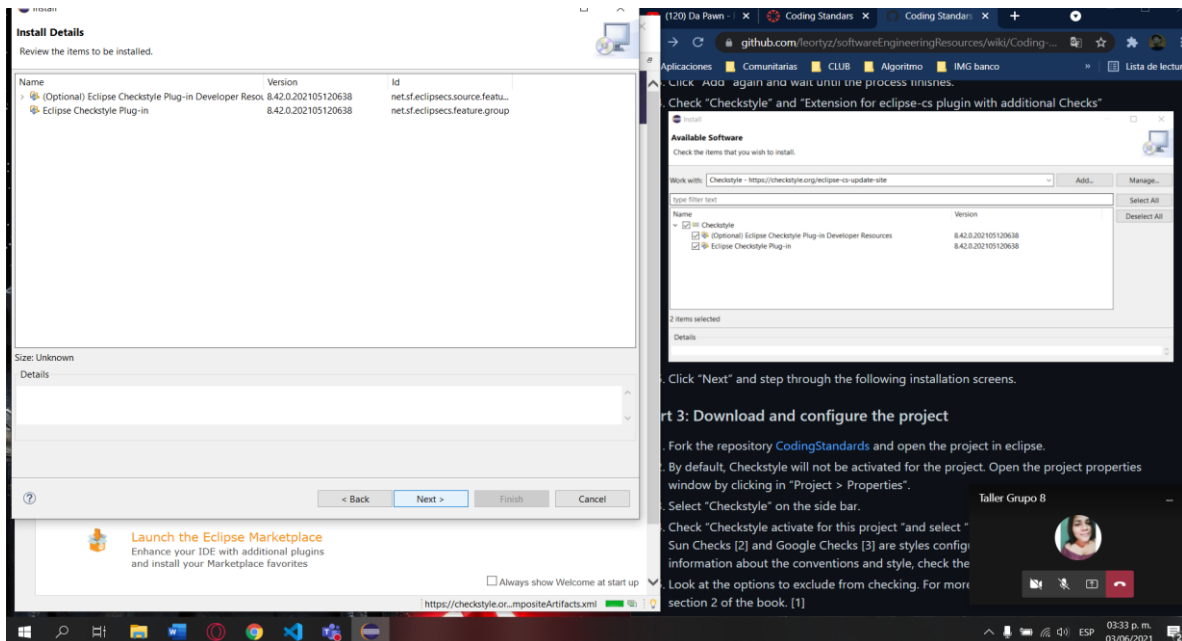 Install
Install Details
Review the items to be installed.
Name Version Id
(Optional) Eclipse Checkstyle Plug-in Developer Resou 8.42.0.202105120638 net.sf.eclipsecs.source.featu...
Eclipse Checkstyle Plug-in 8.42.0.202105120638 net.sf.eclipsecs.feature.group
Size: Unknown
Details
< Back Next > Finish Cancel
Launch the Eclipse Marketplace
Enhance your IDE with additional plugins
and install your Marketplace favorites
Always show Welcome at start up
https://checkstyle.or...mpositeArtifacts.xml
(120) Da Pawn - Coding Standars Coding Standars
github.com/leortyz/softwareEngineeringResources/wiki/Coding-...
Aplicaciones Comunitarias CLUB Algoritmo IMG banco » Lista de lectur
Click "Add" again and wait until the process finishes.
. Check "Checkstyle" and "Extension for eclipse-cs plugin with additional Checks"
Install
Available Software
Check the items that you wish to install.
Work with: Checkstyle - https://checkstyle.org/eclipse-cs-update-site Add... Manage...
type filter text Select All
Name Version Deselect All
Checkstyle
(Optional) Eclipse Checkstyle Plug-in Developer Resources 8.42.0.202105120638
Eclipse Checkstyle Plug-in 8.42.0.202105120638
2 items selected
Details
. Click "Next" and step through the following installation screens.
rt 3: Download and configure the project
. Fork the repository CodingStandards and open the project in eclipse.
. By default, Checkstyle will not be activated for the project. Open the project properties
window by clicking in "Project > Properties".
. Select "Checkstyle" on the side bar.
. Check "Checkstyle activate for this project "and select "
Sun Checks [2] and Google Checks [3] are styles configu
information about the conventions and style, check the
. Look at the options to exclude from checking. For more
section 2 of the book. [1]
Taller Grupo 8
ESP
03:33 p. m.
03/06/2021